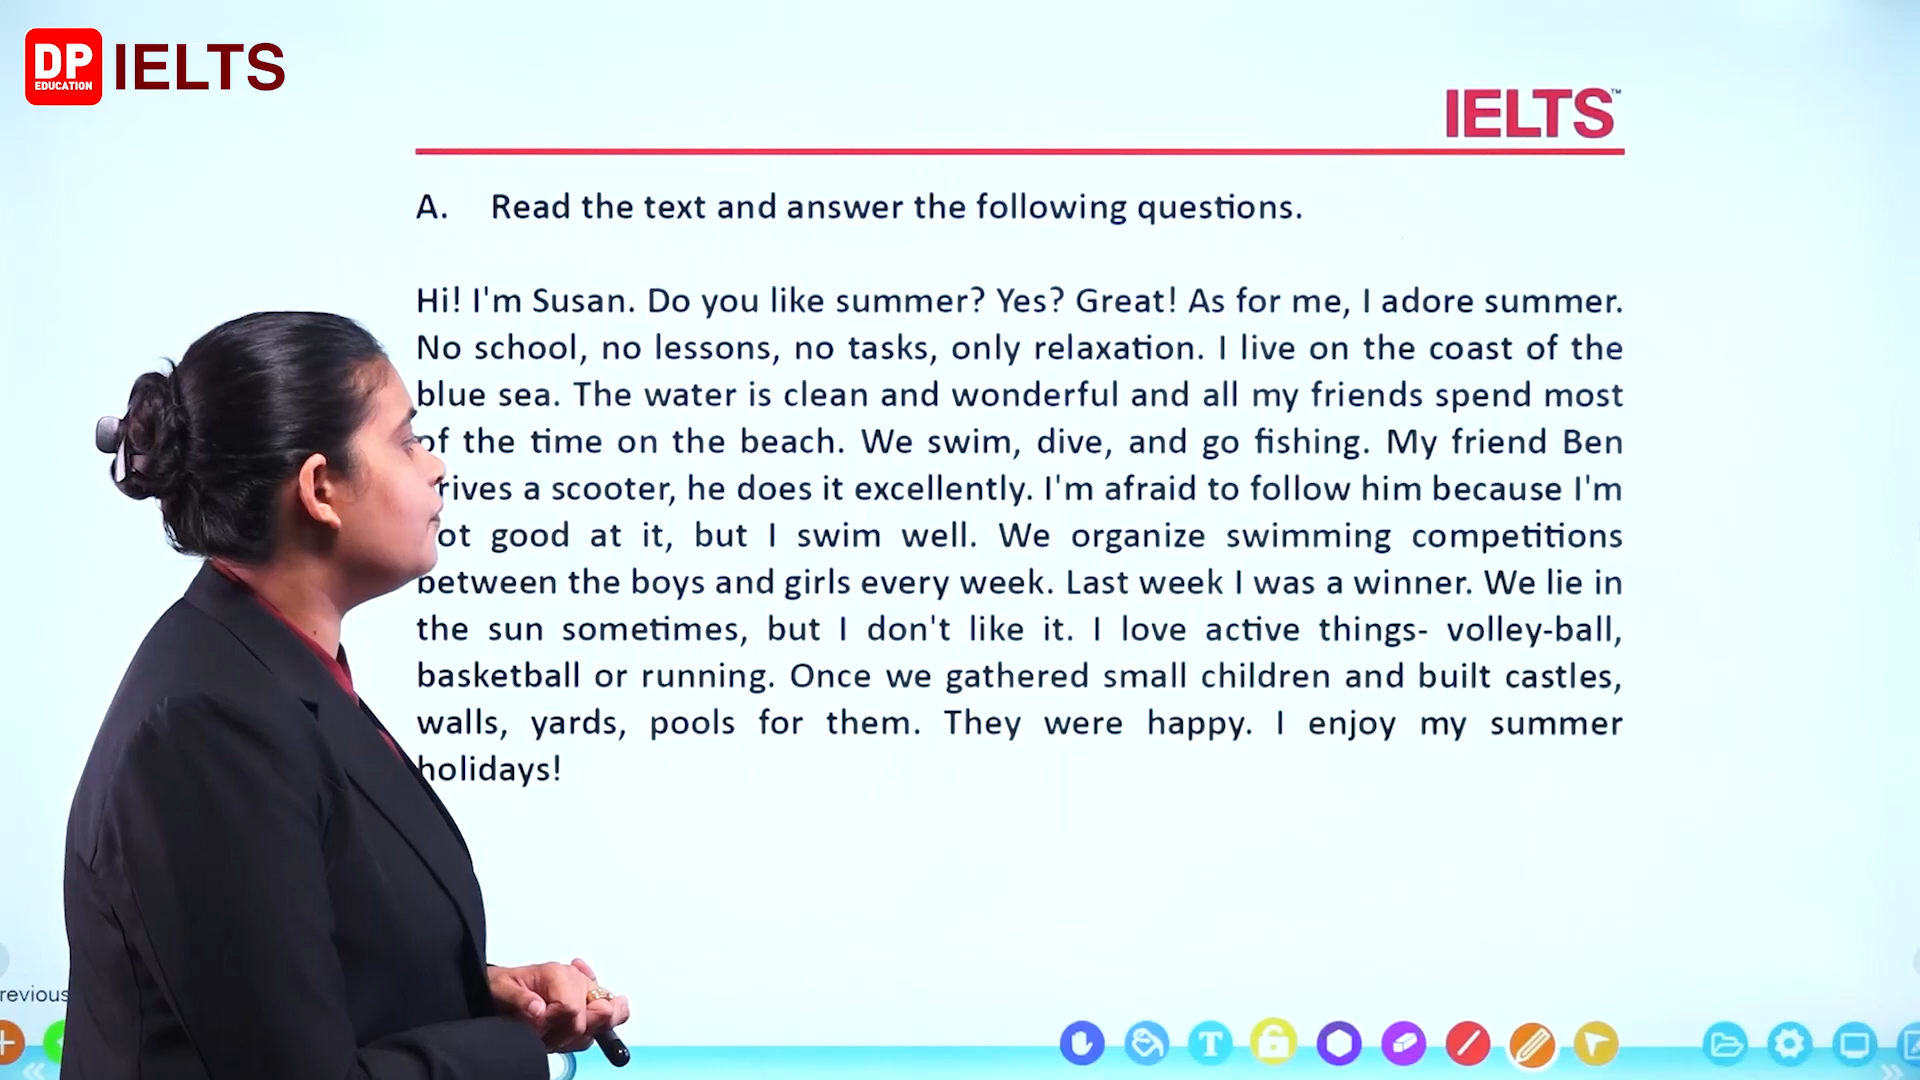 DP
EDUCATION
IELTS
IELTS™
A. Read the text and answer the following questions.
Hi! I'm Susan. Do you like summer? Yes? Great! As for me, I adore summer.
No school, no lessons, no tasks, only relaxation. I live on the coast of the
blue sea. The water is clean and wonderful and all my friends spend most
of the time on the beach. We swim, dive, and go fishing. My friend Ben
rives a scooter, he does it excellently. I'm afraid to follow him because I'm
ot good at it, but I swim well. We organize swimming competitions
between the boys and girls every week. Last week I was a winner. We lie in
the sun sometimes, but I don't like it. I love active things- volley-ball,
basketball or running. Once we gathered small children and built castles,
walls, yards, pools for them. They were happy. I enjoy my summer
holidays!
revious
T